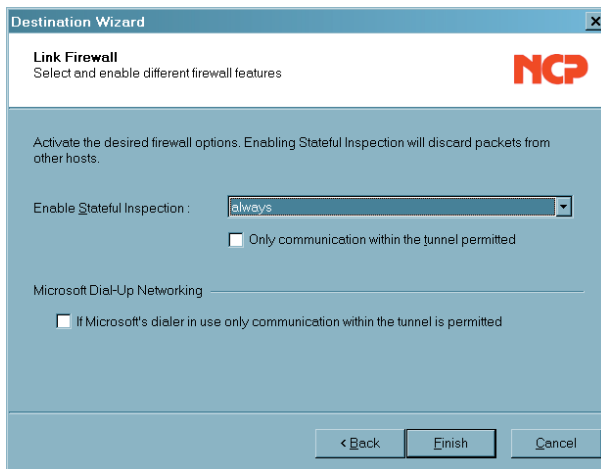 Destination Wizard
Link Firewall
Select and enable different firewall features
NCP
Activate the desired firewall options. Enabling Stateful Inspection will discard packets from
other hosts.
Enable Stateful Inspection : always
Only communication within the tunnel permitted
Microsoft Dial-Up Networking
If Microsoft's dialer in use only communication within the tunnel is permitted
< Back Finish Cancel